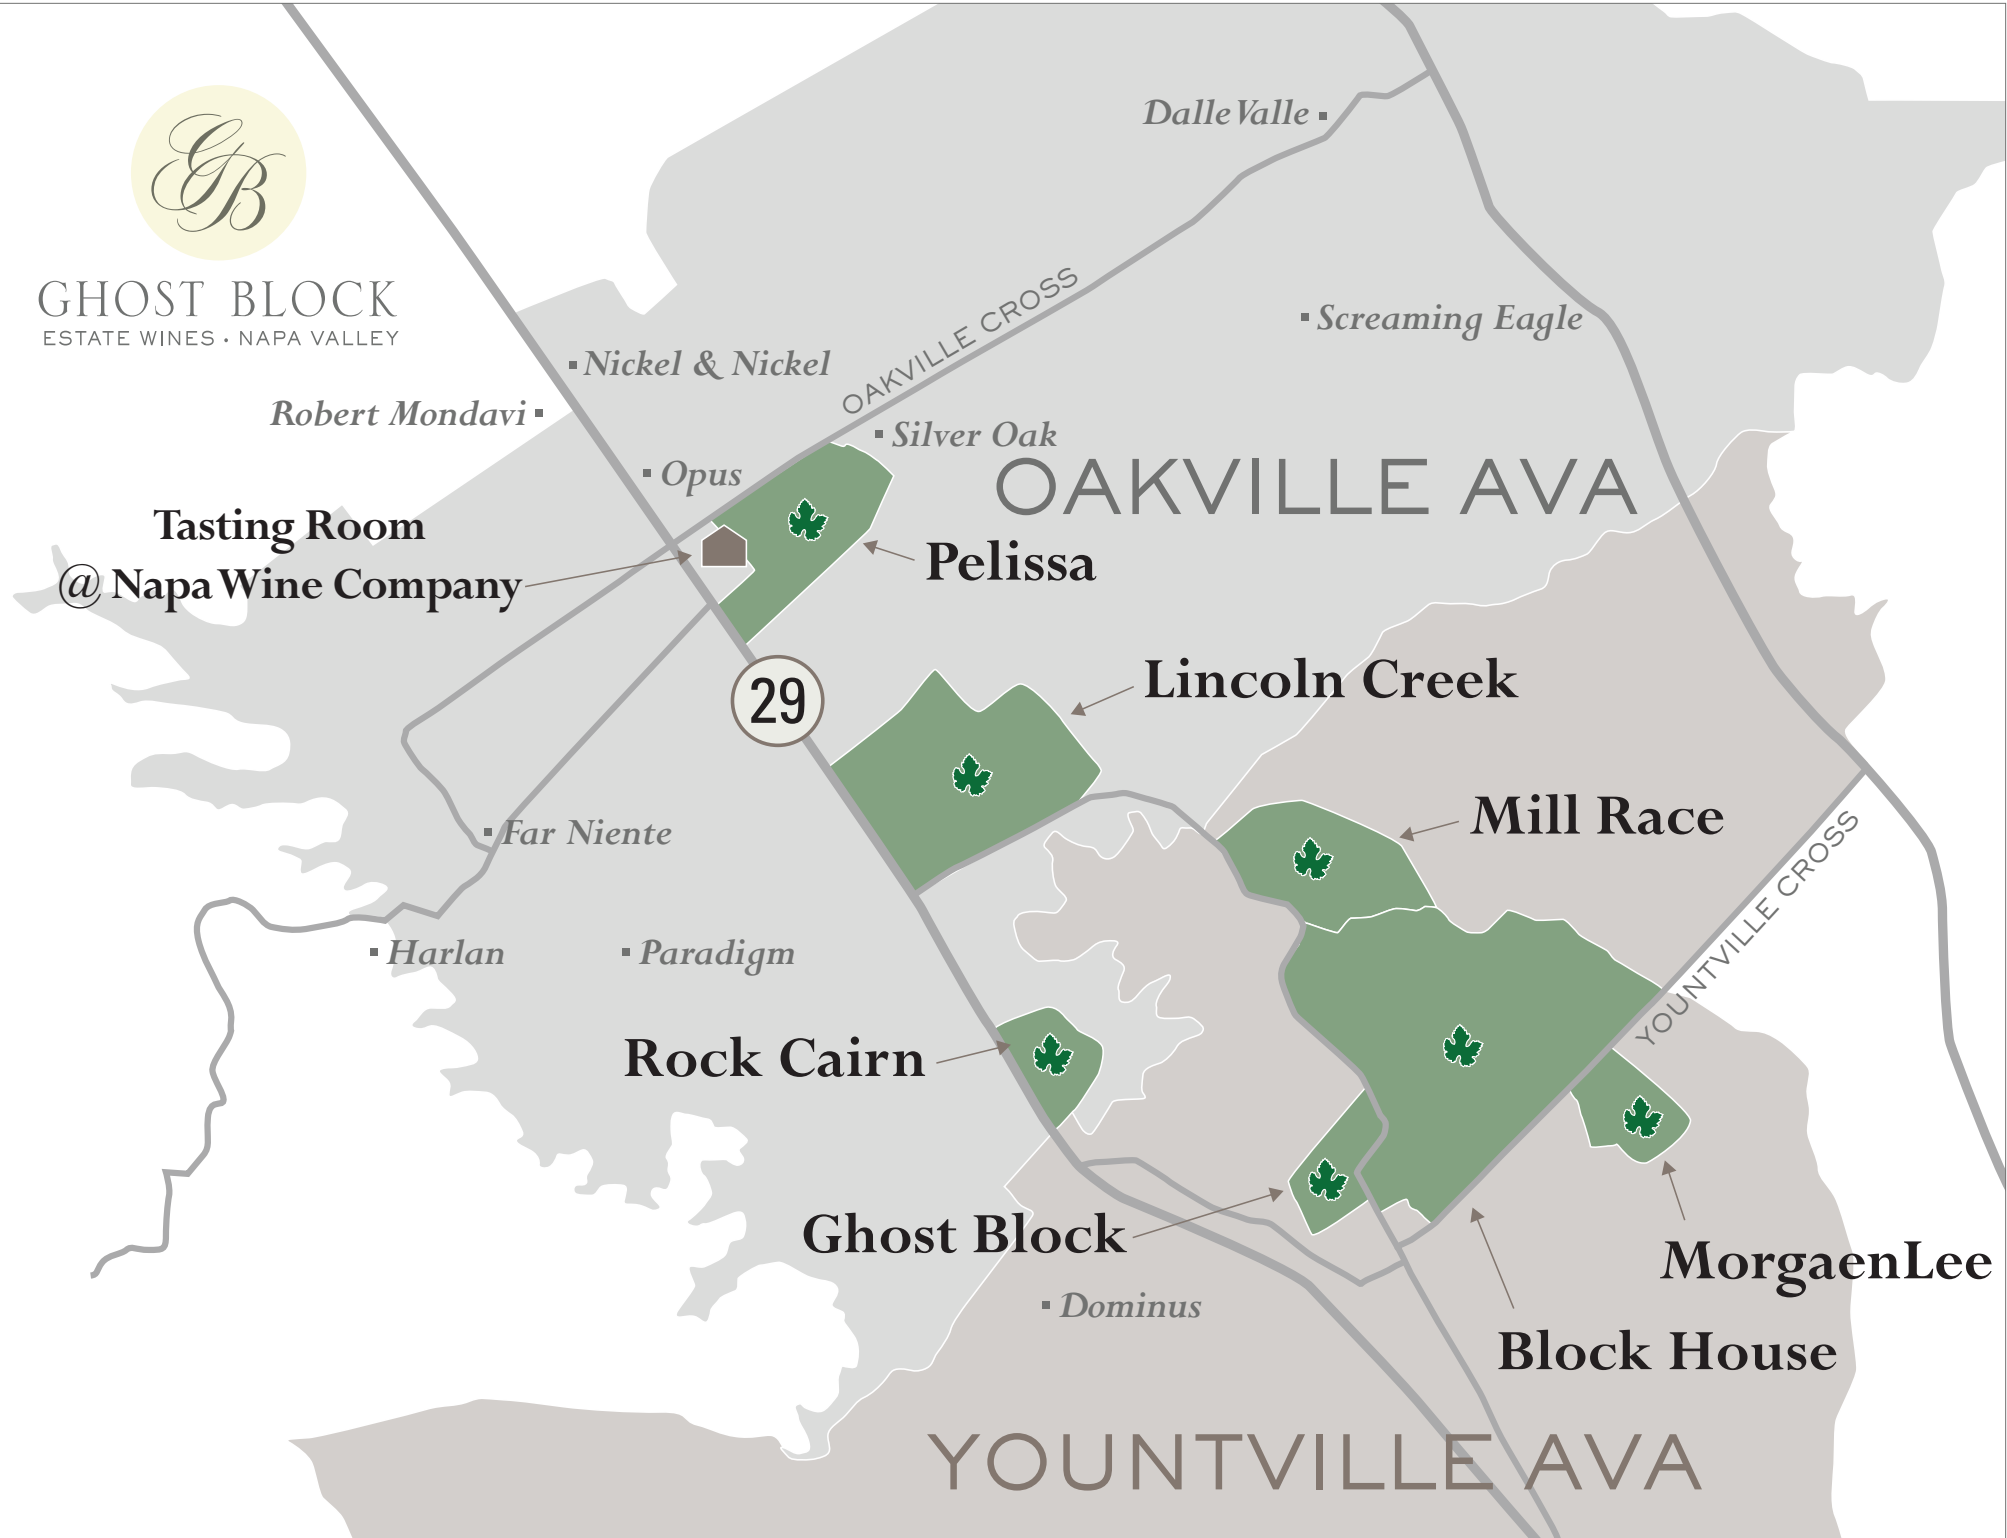 GB
GHOST BLOCK
ESTATE WINES • NAPA VALLEY
Dalle Valle
OAKVILLE CROSS
Screaming Eagle
Nickel & Nickel
Robert Mondavi
Silver Oak
Opus
OAKVILLE AVA
Tasting Room
@ Napa Wine Company
Pelissa
Lincoln Creek
29
Mill Race
Far Niente
YOUNTVILLE CROSS
Harlan
Paradigm
Rock Cairn
Ghost Block
MorgaenLee
Dominus
Block House
YOUNTVILLE AVA